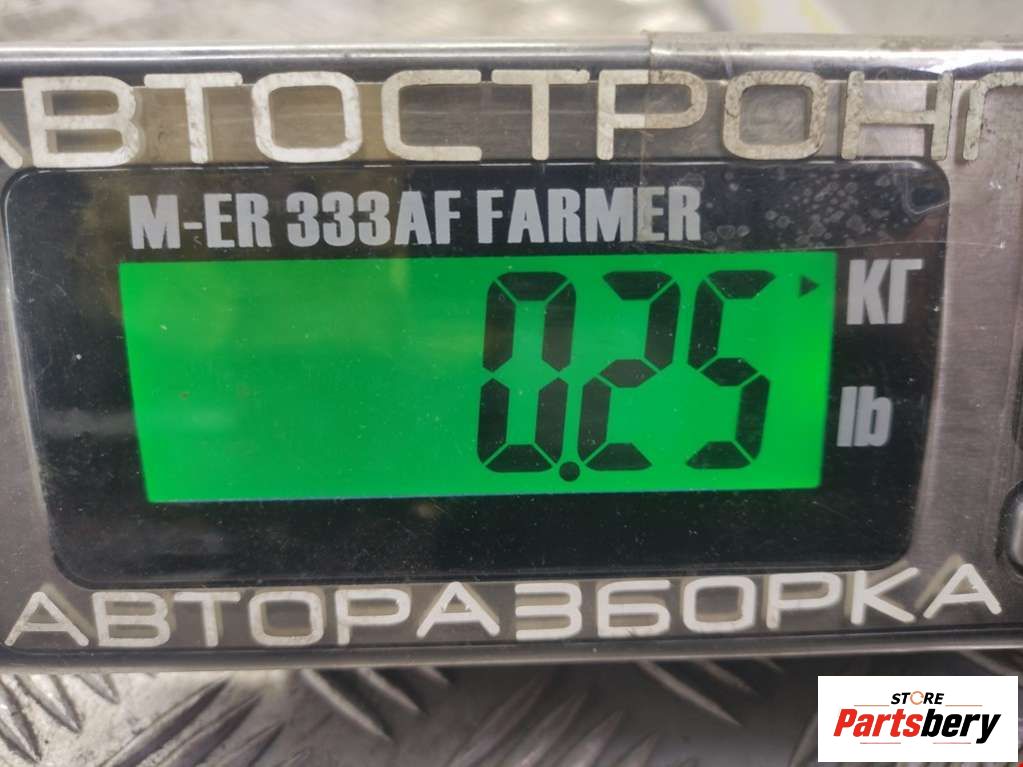 АВТОСТРОНГ
M-ER 333AF FARMER
0.25 КГ
lb
АВТОРАЗБОРКА
STORE
Partsbery